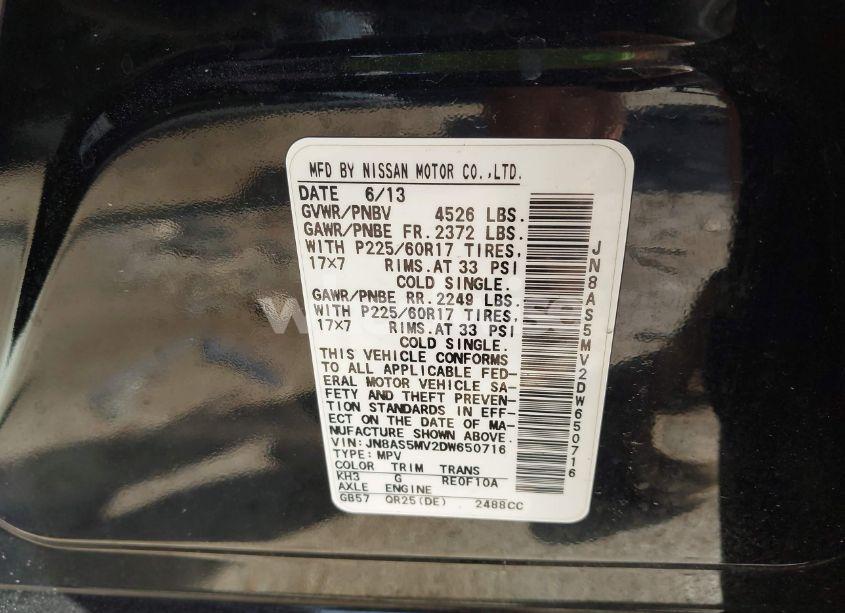 MFD BY NISSAN MOTOR CO.,LTD.
DATE 6/13
GVWR/PNBV 4526 LBS.
GAWR/PNBE FR. 2372 LBS.
WITH P225/60R17 TIRES,
17×7 RIMS.AT 33 PSI
COLD SINGLE.
GAWR/PNBE RR. 2249 LBS.
WITH P225/60R17 TIRES,
17×7 RIMS.AT 33 PSI
COLD SINGLE.
THIS VEHICLE CONFORMS
TO ALL APPLICABLE FED-
ERAL MOTOR VEHICLE SA-
FETY AND THEFT PREVEN-
TION STANDARDS IN EFF-
ECT ON THE DATE OF MA-
NUFACTURE SHOWN ABOVE.
VIN: JN8AS5MV2DW650716
TYPE: MPV
COLOR TRIM TRANS
KH3 G RE0F10A
AXLE ENGINE
GB57 QR25(DE) 2488CC
JN8AS5MV2DW650716